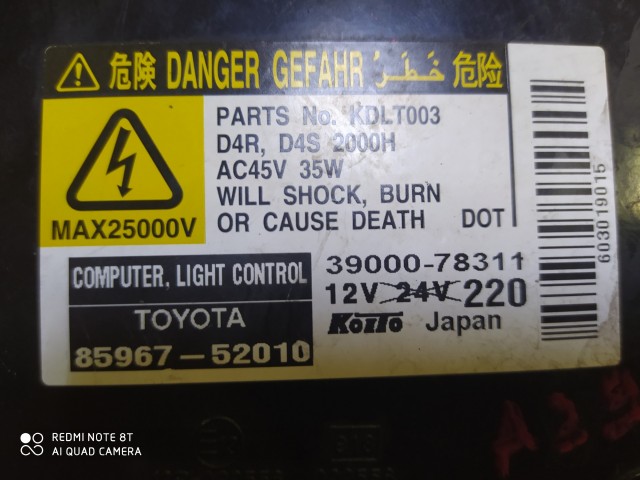 危険 DANGER GEFAHR خَطَرْ 危险
MAX25000V
PARTS No. KDLT003
D4R, D4S 2000H
AC45V 35W
WILL SHOCK, BURN
OR CAUSE DEATH DOT
603019015
COMPUTER, LIGHT CONTROL
TOYOTA
85967-52010
39000-78311
12V 24V 220
KOITO Japan
REDMI NOTE 8T
AI QUAD CAMERA